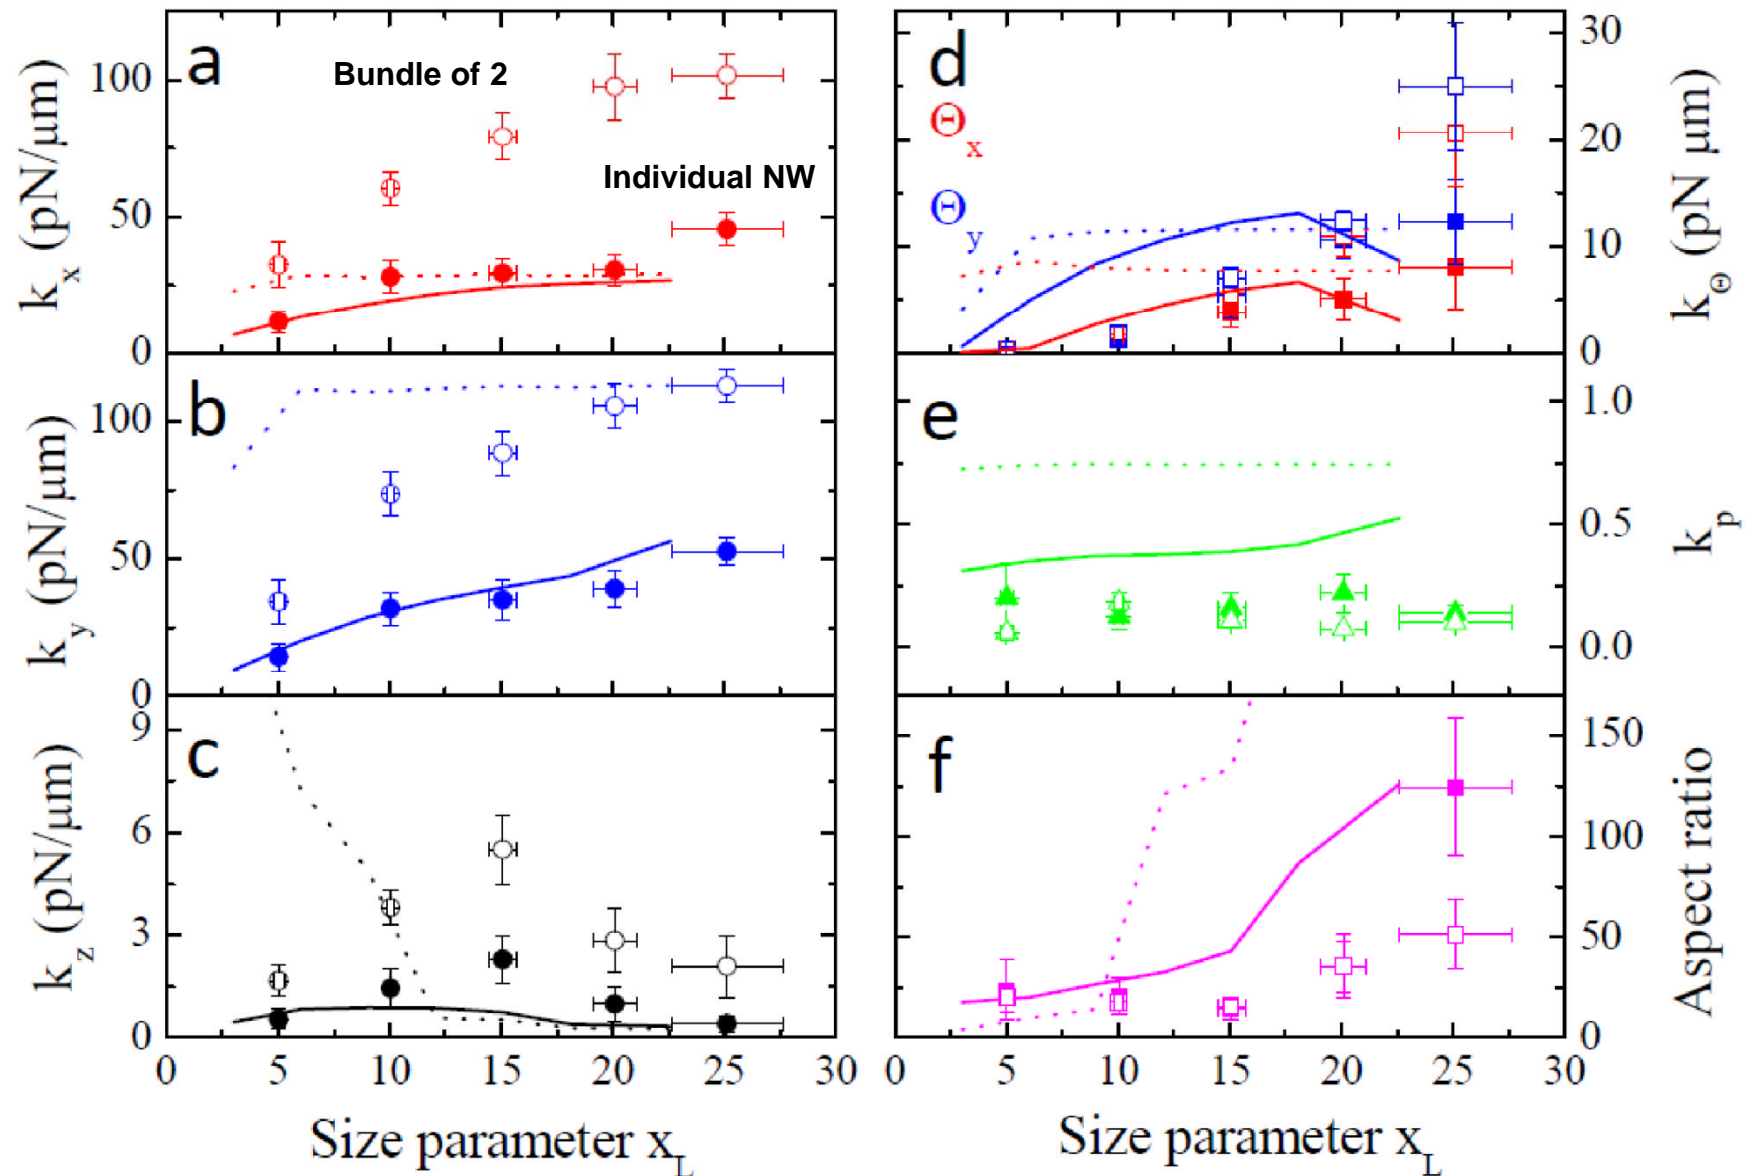 a
Bundle of 2
Individual NW
k_x (pN/μm)
100
50
0
b
k_y (pN/μm)
100
50
0
c
k_z (pN/μm)
9
6
3
0
0 5 10 15 20 25 30
Size parameter x_L
d
Θ_x
Θ_y
30
20
10
0
k_Θ (pN μm)
e
1.0
0.5
0.0
k_p
f
150
100
50
0
Aspect ratio
0 5 10 15 20 25 30
Size parameter x_L